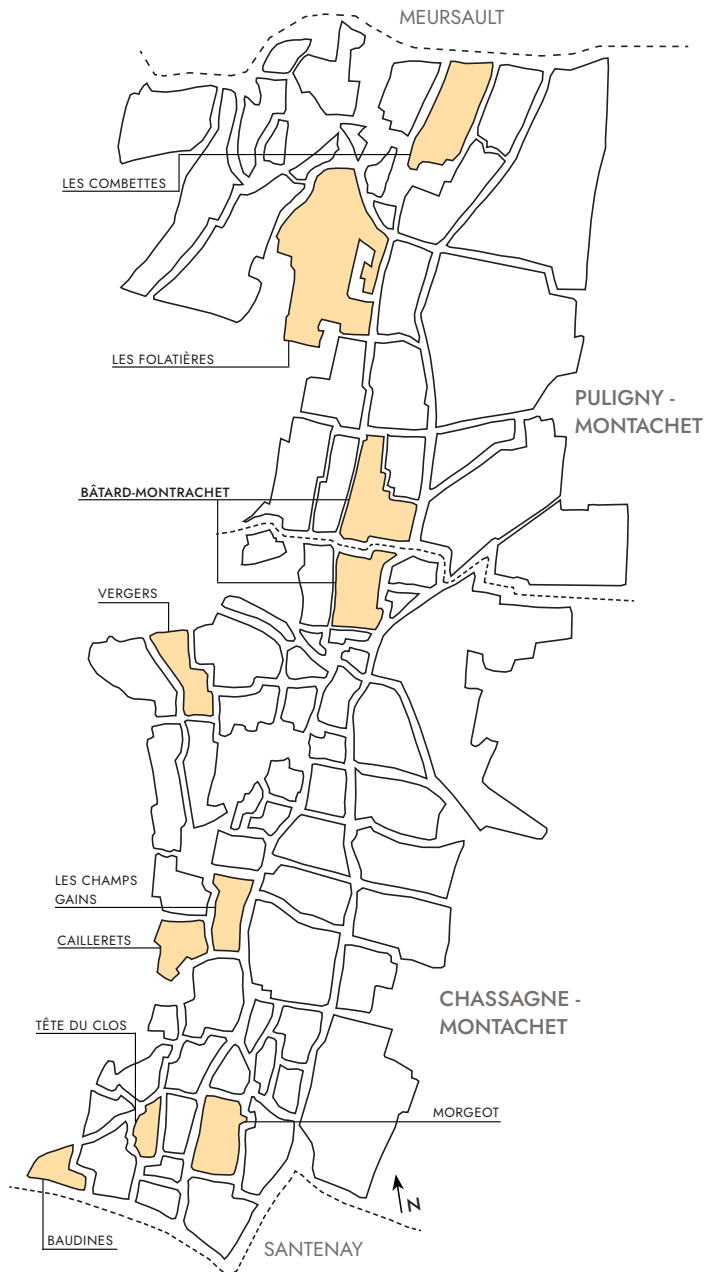 MEURSAULT
LES COMBETTES
LES FOLATIÈRES
PULIGNY -
MONTACHET
BÂTARD-MONTRACHET
VERGERS
LES CHAMPS
GAINS
CAILLERETS
CHASSAGNE -
MONTACHET
TÊTE DU CLOS
MORGEOT
N
BAUDINES
SANTENAY